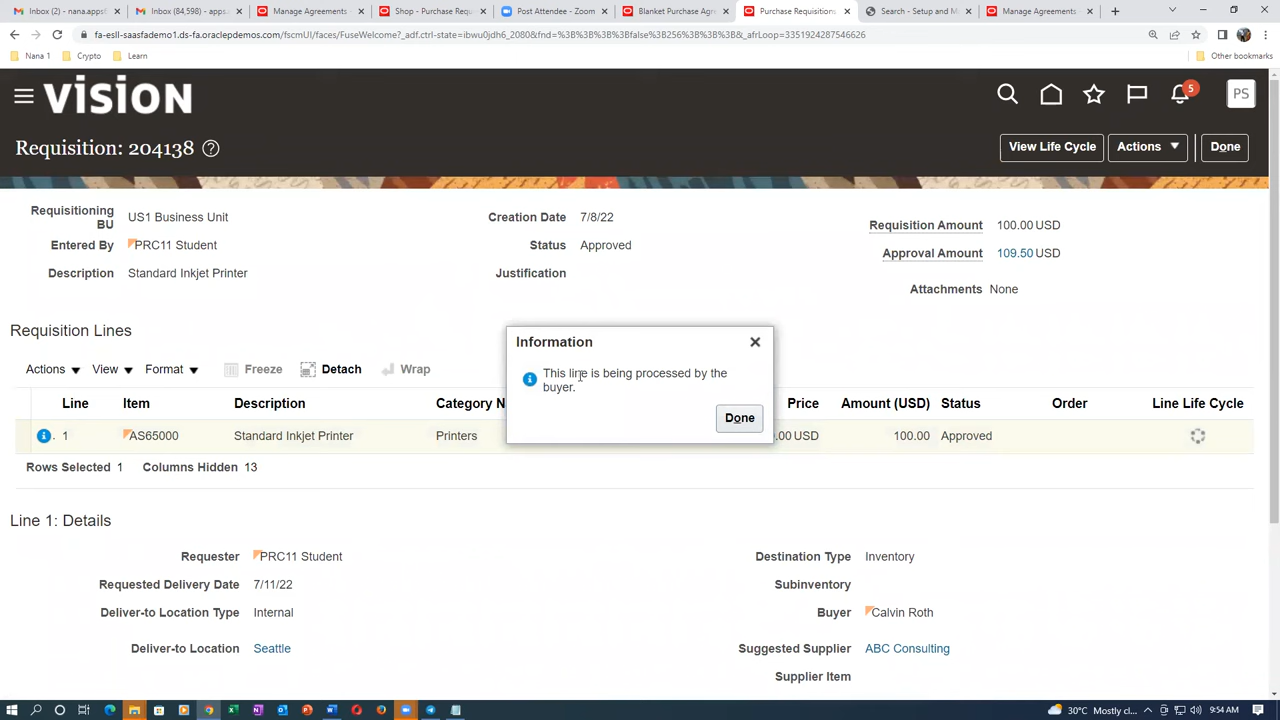 Inbox (2) - nana.apps8
Inbox (84,598) - apps.
Manage Agreements
Shop - Purchase Requ
Post Attendee - Zoom
Blanket Purchase Agre
Purchase Requisitions
Search - Setup and Ma
Manage Agreements
fa-esll-saasfademo1.ds-fa.oraclepdemos.com/fscmUI/faces/FuseWelcome?_adf.ctrl-state=ibwu0jdh6_2080&fnd=%3B%3B%3B%3Bfalse%3B256%3B%3B%3B&_afrLoop=3351924287546626
Nana 1
Crypto
Learn
Other bookmarks
VISION
5
PS
Requisition: 204138
View Life Cycle
Actions
Done
Requisitioning BU US1 Business Unit
Creation Date 7/8/22
Requisition Amount 100.00 USD
Entered By PRC11 Student
Status Approved
Approval Amount 109.50 USD
Description Standard Inkjet Printer
Justification
Attachments None
Requisition Lines
Information
This line is being processed by the
buyer.
Done
Actions View Format Freeze Detach Wrap
Line Item Description Category N Price Amount (USD) Status Order Line Life Cycle
1 AS65000 Standard Inkjet Printer Printers .00 USD 100.00 Approved
Rows Selected 1 Columns Hidden 13
Line 1: Details
Requester PRC11 Student
Destination Type Inventory
Requested Delivery Date 7/11/22
Subinventory
Deliver-to Location Type Internal
Buyer Calvin Roth
Deliver-to Location Seattle
Suggested Supplier ABC Consulting
Supplier Item
30°C Mostly cl...
9:54 AM